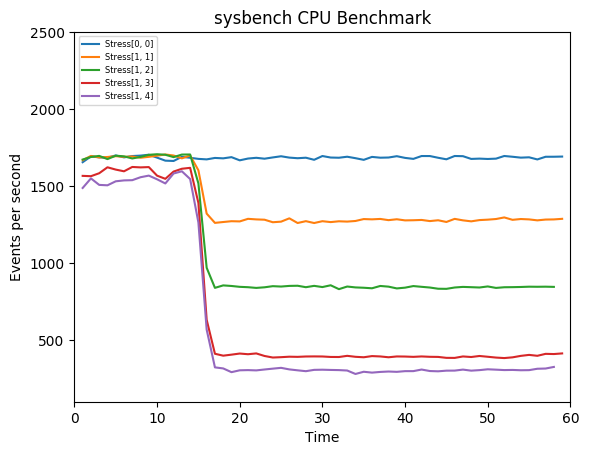 sysbench CPU Benchmark
2500
2000
1500
1000
500
Events per second
Stress[0, 0]
Stress[1, 1]
Stress[1, 2]
Stress[1, 3]
Stress[1, 4]
0 10 20 30 40 50 60
Time